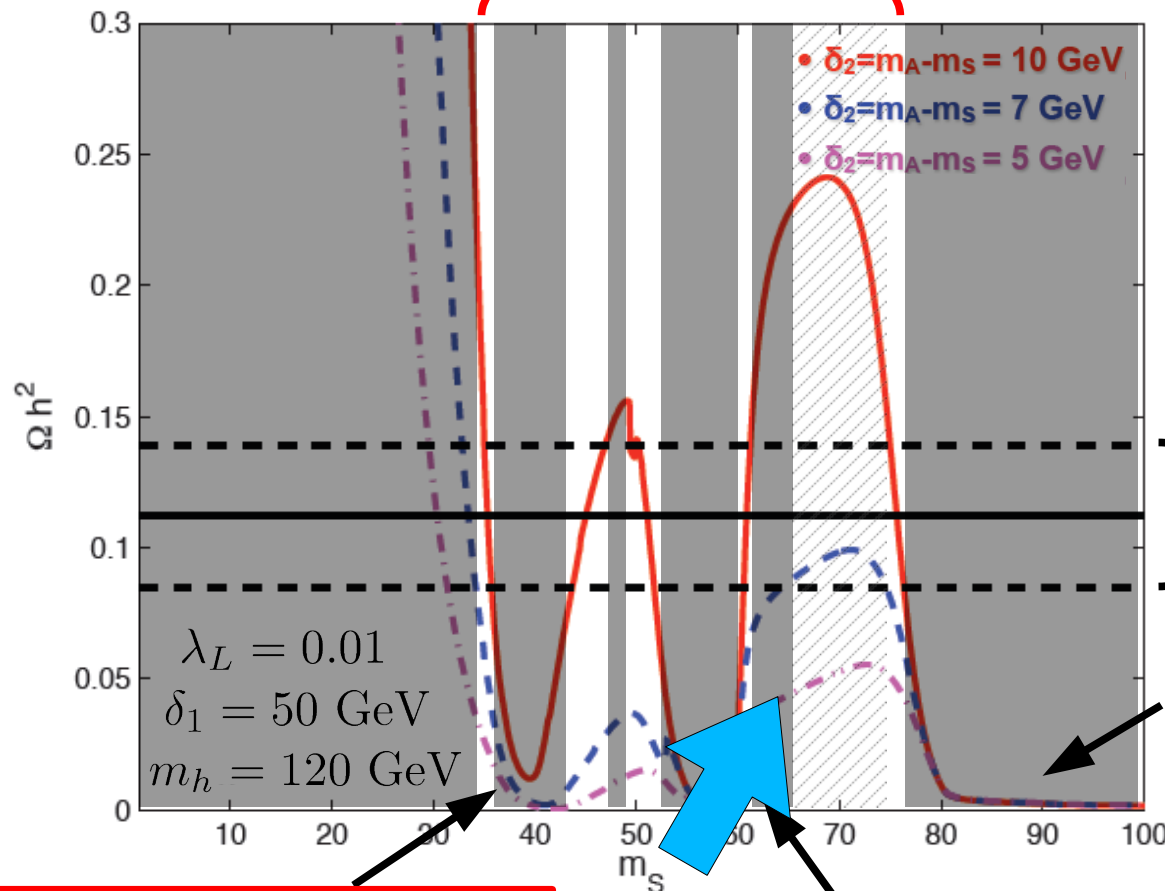 0.3
0.25
0.2
0.15
0.1
0.05
0
Ω h²
δ₂=m_A-m_S = 10 GeV
δ₂=m_A-m_S = 7 GeV
δ₂=m_A-m_S = 5 GeV
λ_L = 0.01
δ₁ = 50 GeV
m_h = 120 GeV
10 20 30 40 50 60 70 80 90 100
m_S